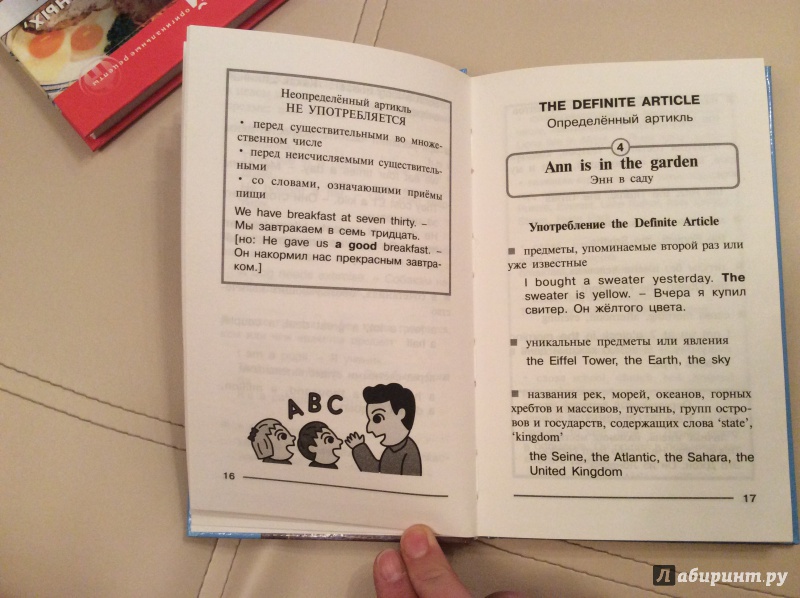 оригинальные рецепты
Неопределённый артикль
НЕ УПОТРЕБЛЯЕТСЯ
• перед существительными во множе-
ственном числе
• перед неисчисляемыми существитель-
ными
• со словами, означающими приёмы
пищи
We have breakfast at seven thirty. –
Мы завтракаем в семь тридцать.
[но: He gave us a good breakfast. –
Он накормил нас прекрасным завтра-
ком.]
A B C
16
THE DEFINITE ARTICLE
Определённый артикль
4
Ann is in the garden
Энн в саду
Употребление the Definite Article
■ предметы, упоминаемые второй раз или
уже известные
I bought a sweater yesterday. The
sweater is yellow. – Вчера я купил
свитер. Он жёлтого цвета.
■ уникальные предметы или явления
the Eiffel Tower, the Earth, the sky
■ названия рек, морей, океанов, горных
хребтов и массивов, пустынь, групп остро-
вов и государств, содержащих слова ‘state’,
‘kingdom’
the Seine, the Atlantic, the Sahara, the
United Kingdom
17
Лабиринт.ру